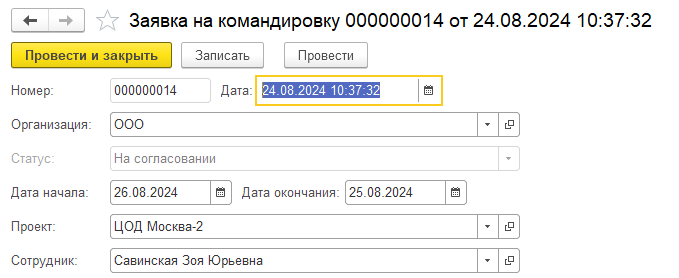 Заявка на командировку 000000014 от 24.08.2024 10:37:32
Провести и закрыть Записать Провести
Номер: 000000014 Дата: 24.08.2024 10:37:32
Организация: ООО
Статус: На согласовании
Дата начала: 26.08.2024 Дата окончания: 25.08.2024
Проект: ЦОД Москва-2
Сотрудник: Савинская Зоя Юрьевна